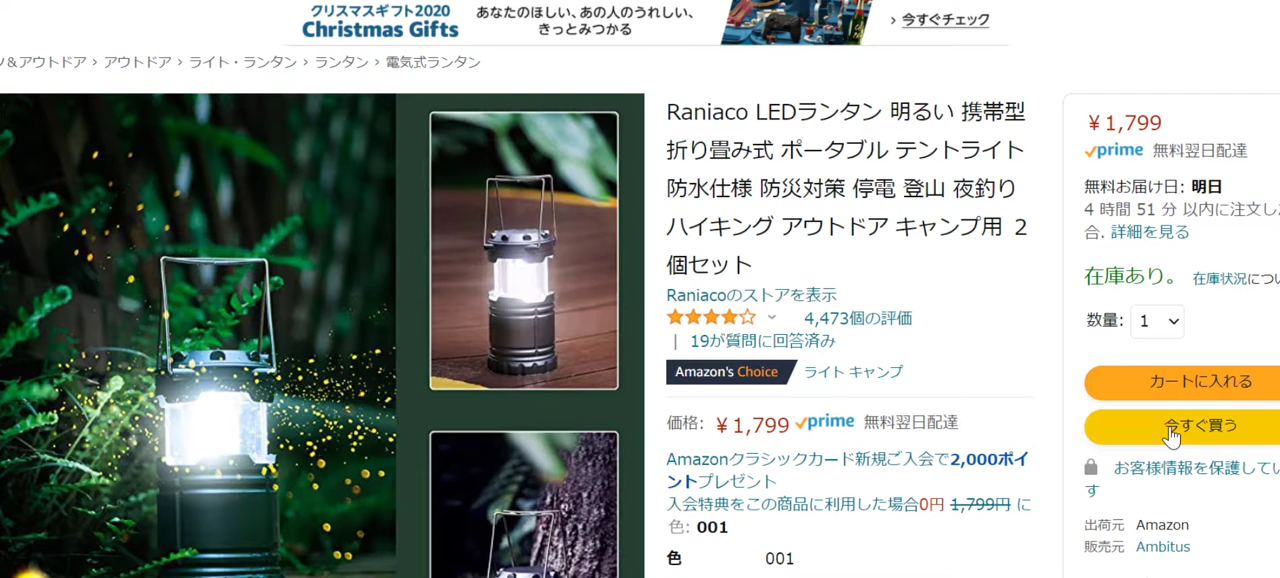 クリスマスギフト2020
Christmas Gifts
あなたのほしい、あの人のうれしい、
きっとみつかる
› 今すぐチェック
＆アウトドア › アウトドア › ライト・ランタン › ランタン › 電気式ランタン
Raniaco LEDランタン 明るい 携帯型
折り畳み式 ポータブル テントライト
防水仕様 防災対策 停電 登山 夜釣り
ハイキング アウトドア キャンプ用 2
個セット
Raniacoのストアを表示
4,473個の評価
| 19が質問に回答済み
Amazon's Choice ライト キャンプ
価格: ￥1,799 prime 無料翌日配達
Amazonクラシックカード新規ご入会で2,000ポイ
ントプレゼント
入会特典をこの商品に利用した場合0円 1,799円 に
色: 001
色 001
￥1,799
prime 無料翌日配達
無料お届け日: 明日
4 時間 51 分 以内に注文し
合. 詳細を見る
在庫あり。 在庫状況につ
数量: 1
カートに入れる
今すぐ買う
お客様情報を保護してい
す
出荷元 Amazon
販売元 Ambitus